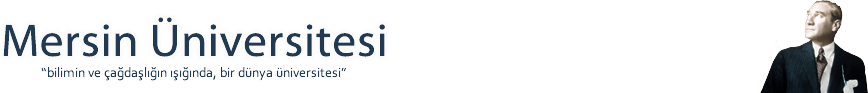 Mersin Üniversitesi
“bilimin ve çağdaşlığın ışığında, bir dünya üniversitesi”